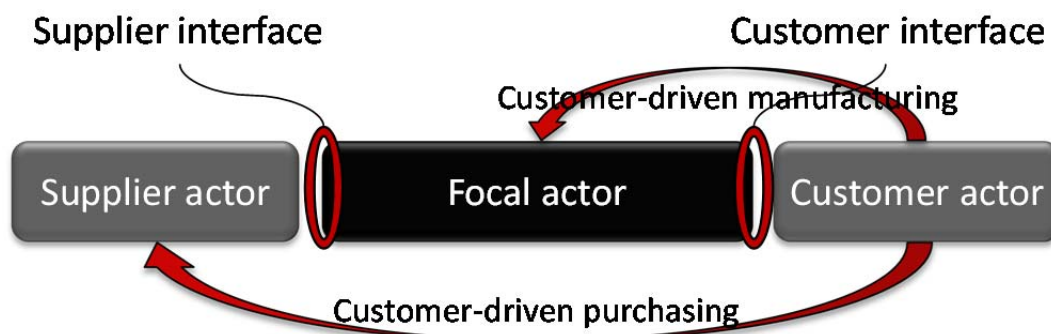 Supplier interface
Customer interface
Customer-driven manufacturing
Supplier actor
Focal actor
Customer actor
Customer-driven purchasing